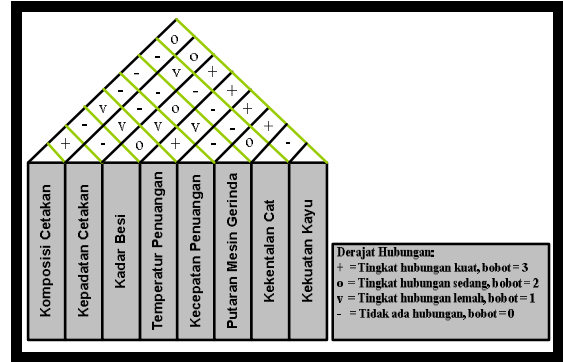 o
- o
- v +
- - - +
v - o - +
- v v v - +
+ - o + - o -
Komposisi Cetakan
Kepadatan Cetakan
Kadar Besi
Temperatur Penuangan
Kecepatan Penuangan
Putaran Mesin Gerinda
Kekentalan Cat
Kekuatan Kayu
Derajat Hubungan:
+ = Tingkat hubungan kuat, bobot = 3
o = Tingkat hubungan sedang, bobot = 2
v = Tingkat hubungan lemah, bobot = 1
- = Tidak ada hubungan, bobot = 0